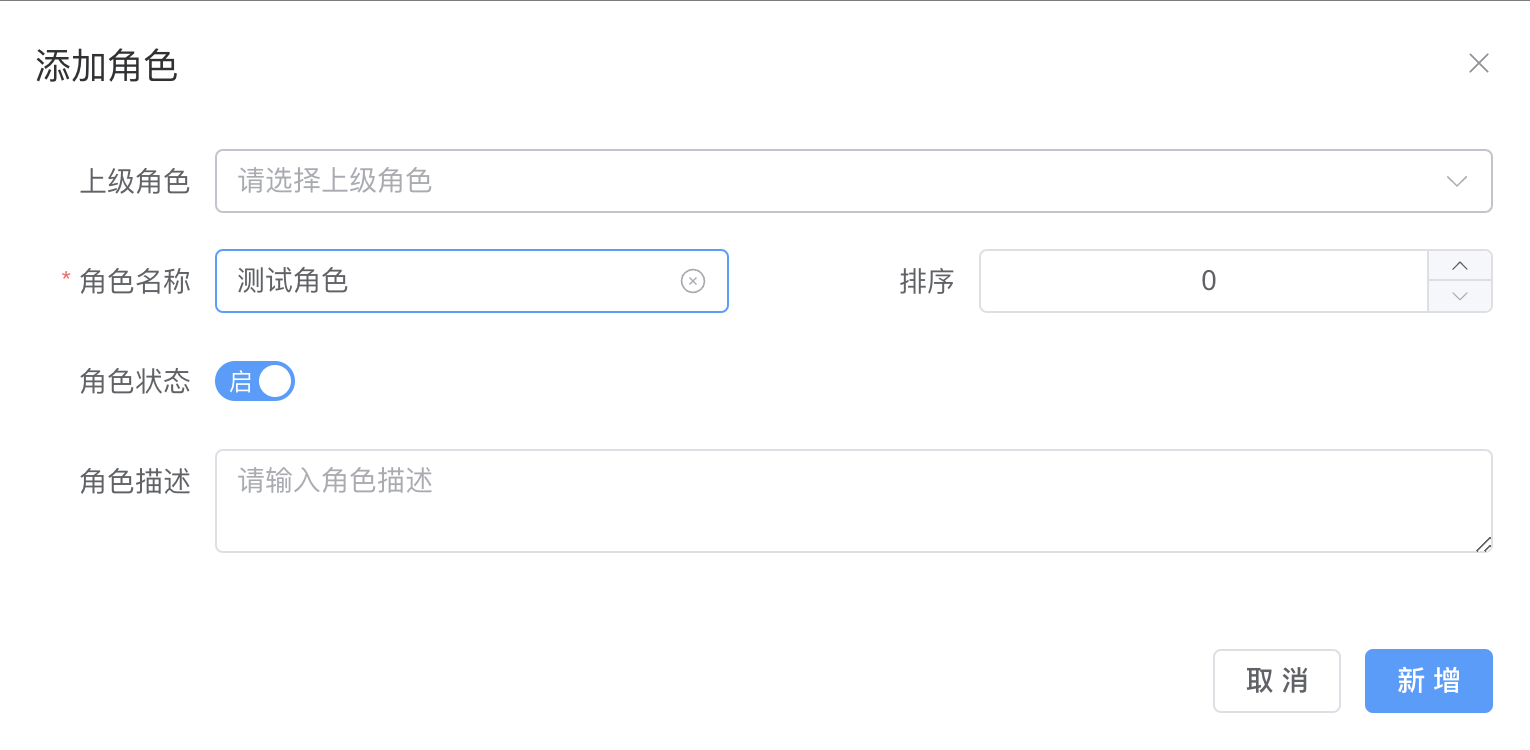 添加角色
上级角色 请选择上级角色
* 角色名称 测试角色 排序 0
角色状态 启
角色描述 请输入角色描述
取消 新增